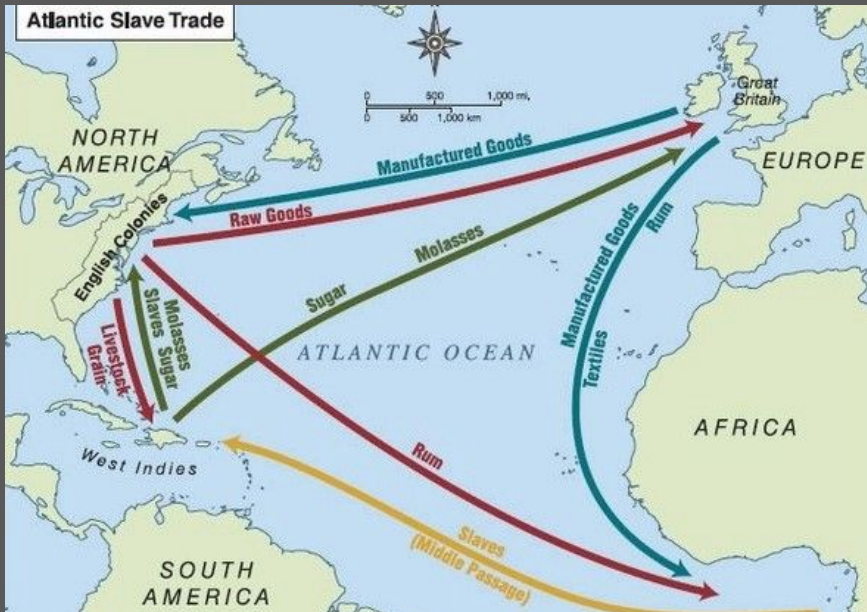 Atlantic Slave Trade
0 500 1,000 mi.
0 500 1,000 km
Great
Britain
NORTH
AMERICA
EUROPE
Manufactured Goods
Raw Goods
English Colonies
Molasses
Sugar
Manufactured Goods
Rum
Textiles
Molasses
Slaves Sugar
Livestock
Grain
ATLANTIC OCEAN
AFRICA
West Indies
Rum
Slaves
(Middle Passage)
SOUTH
AMERICA